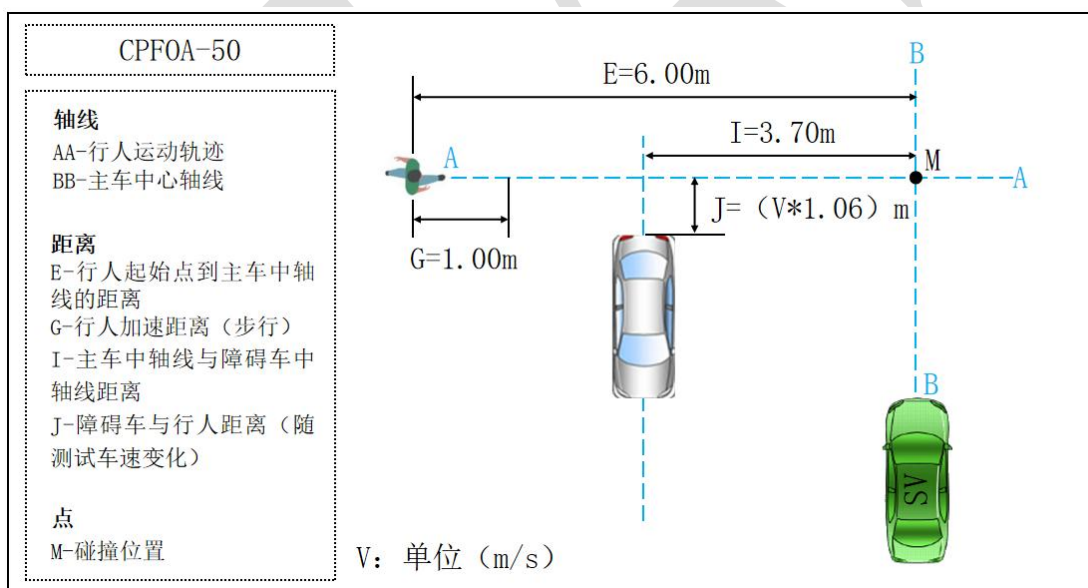 CPFOA-50
轴线
AA-行人运动轨迹
BB-主车中心轴线
距离
E-行人起始点到主车中轴
线的距离
G-行人加速距离（步行）
I-主车中轴线与障碍车中
轴线距离
J-障碍车与行人距离（随
测试车速变化）
点
M-碰撞位置
B
E=6.00m
I=3.70m
A
M
A
J=（V*1.06）m
G=1.00m
B
SV
V: 单位（m/s）